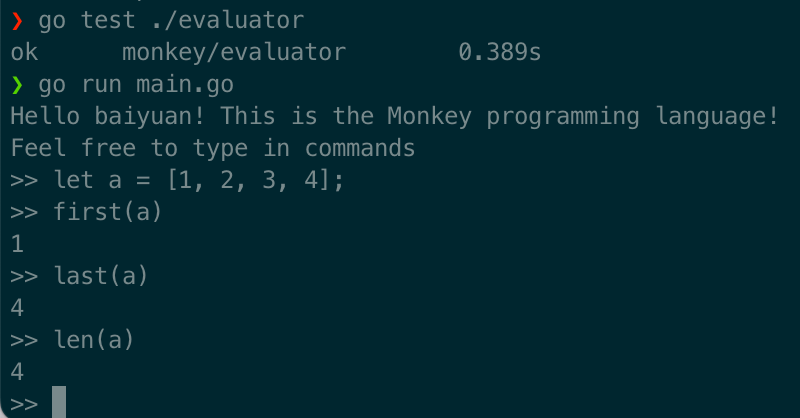 ❯ go test ./evaluator
ok      monkey/evaluator        0.389s
❯ go run main.go
Hello baiyuan! This is the Monkey programming language!
Feel free to type in commands
>> let a = [1, 2, 3, 4];
>> first(a)
1
>> last(a)
4
>> len(a)
4
>>